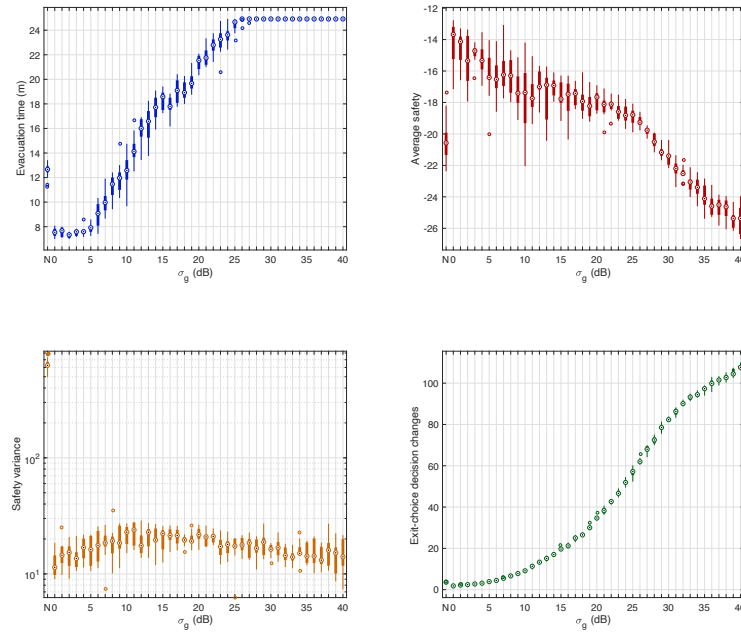 24
22
20
18
16
14
12
10
8
Evacuation time (m)
N0 5 10 15 20 25 30 35 40
σg (dB)
-12
-14
-16
-18
-20
-22
-24
-26
Average safety
N0 5 10 15 20 25 30 35 40
σg (dB)
10²
10¹
Safety variance
N0 5 10 15 20 25 30 35 40
σg (dB)
100
80
60
40
20
0
Exit-choice decision changes
N0 5 10 15 20 25 30 35 40
σg (dB)